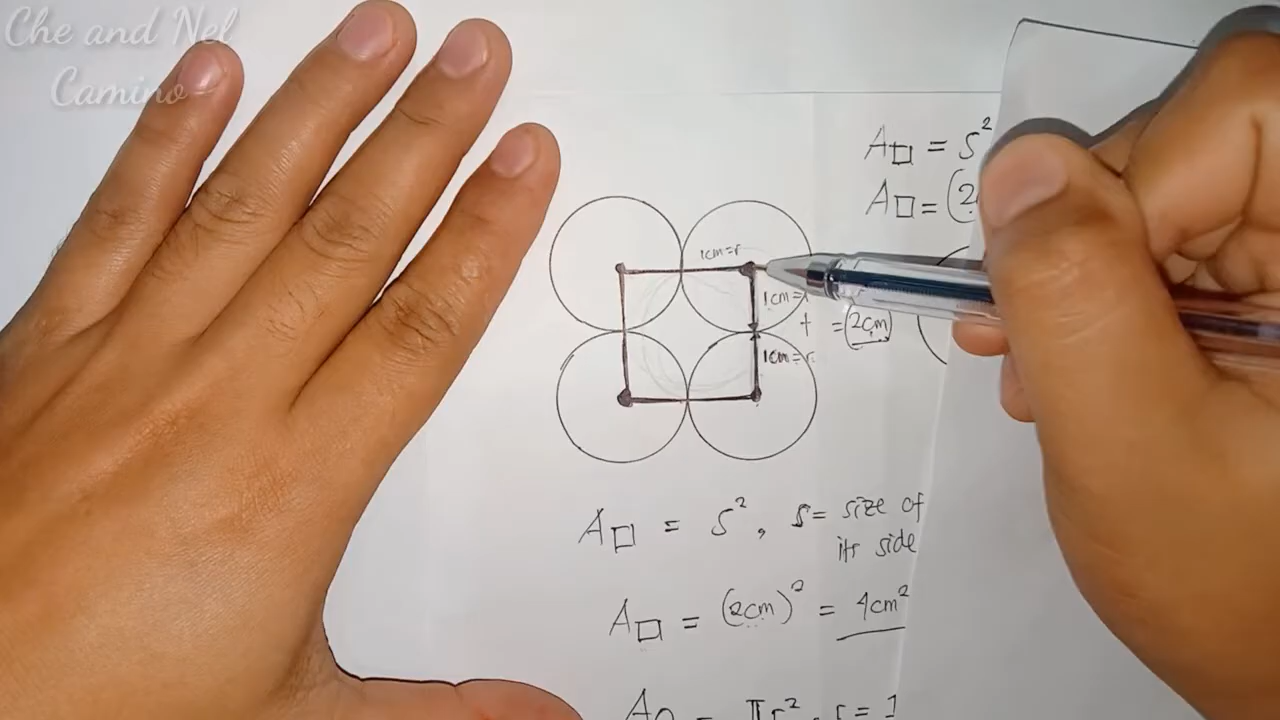 Che and Nel
Camino
A□ = s²
A□ = (2
1cm=r
1cm=r
+ = (2cm)
1cm=r
A□ = s², s= size of
its side
A□ = (2cm)² = 4cm²
A○ = πr², r= 1